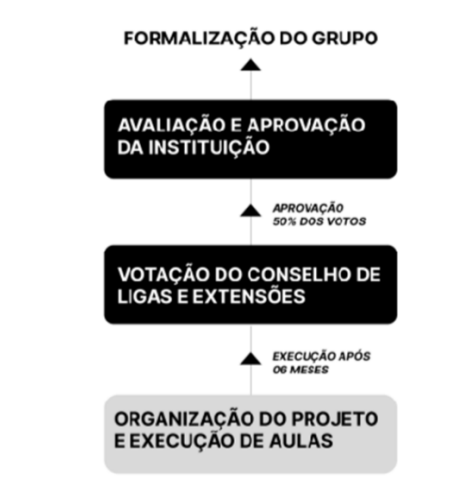 FORMALIZAÇÃO DO GRUPO
AVALIAÇÃO E APROVAÇÃO
DA INSTITUIÇÃO
APROVAÇÃO
50% DOS VOTOS
VOTAÇÃO DO CONSELHO DE
LIGAS E EXTENSÕES
EXECUÇÃO APÓS
06 MESES
ORGANIZAÇÃO DO PROJETO
E EXECUÇÃO DE AULAS